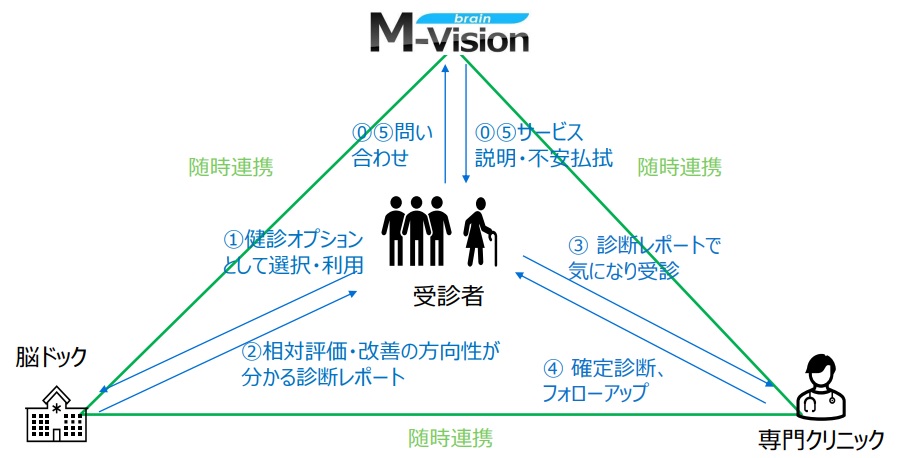 brain
M-Vision
⓪⑤問い
合わせ
⓪⑤サービス
説明・不安払拭
随時連携
随時連携
①健診オプション
として選択・利用
③ 診断レポートで
気になり受診
受診者
脳ドック
②相対評価・改善の方向性が
分かる診断レポート
④ 確定診断、
フォローアップ
随時連携
専門クリニック